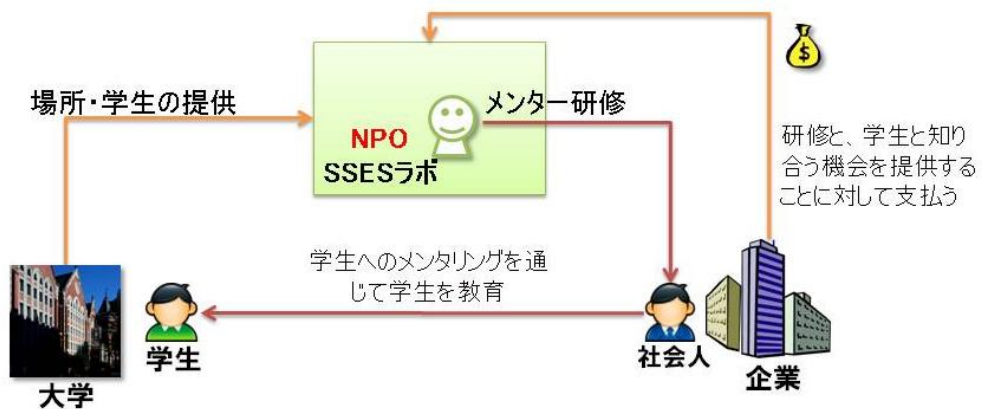 場所・学生の提供
NPO
SSESラボ
メンター研修
$
研修と、学生と知り
合う機会を提供する
ことに対して支払う
学生へのメンタリングを通
じて学生を教育
大学
学生
社会人
企業